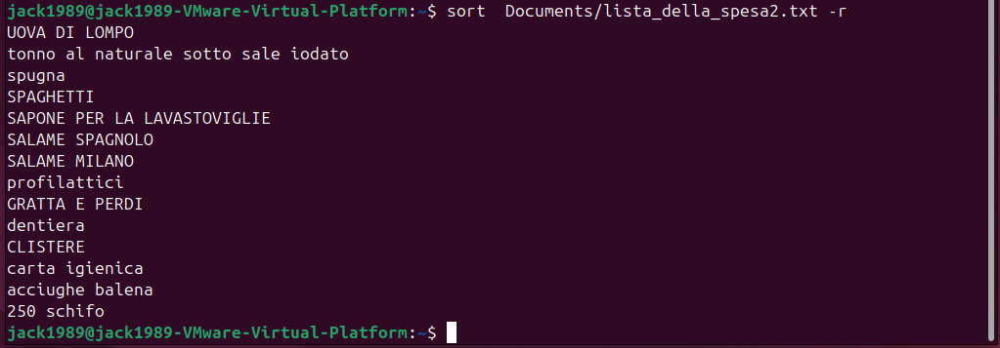 jack1989@jack1989-VMware-Virtual-Platform:~$ sort  Documents/lista_della_spesa2.txt -r
UOVA DI LOMPO
tonno al naturale sotto sale iodato
spugna
SPAGHETTI
SAPONE PER LA LAVASTOVIGLIE
SALAME SPAGNOLO
SALAME MILANO
profilattici
GRATTA E PERDI
dentiera
CLISTERE
carta igienica
acciughe balena
250 schifo
jack1989@jack1989-VMware-Virtual-Platform:~$